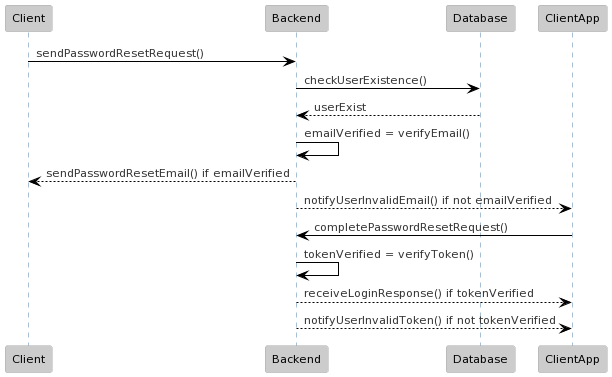 Client Backend Database ClientApp
sendPasswordResetRequest()
checkUserExistence()
userExist
emailVerified = verifyEmail()
sendPasswordResetEmail() if emailVerified
notifyUserInvalidEmail() if not emailVerified
completePasswordResetRequest()
tokenVerified = verifyToken()
receiveLoginResponse() if tokenVerified
notifyUserInvalidToken() if not tokenVerified
Client Backend Database ClientApp